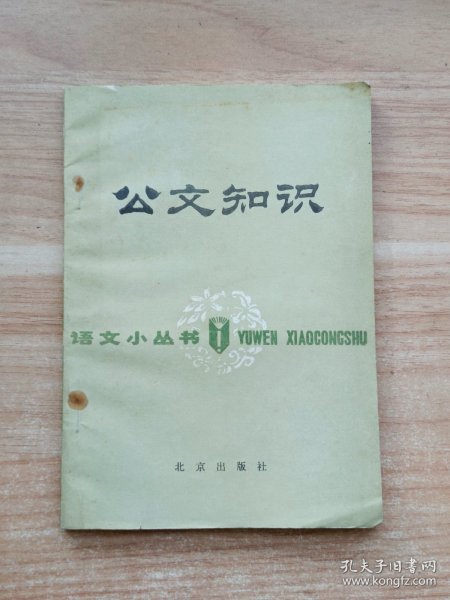 公文知识
语文小丛书 YUWEN XIAOCONGSHU
北京出版社
孔夫子旧书网
www.kongfz.com